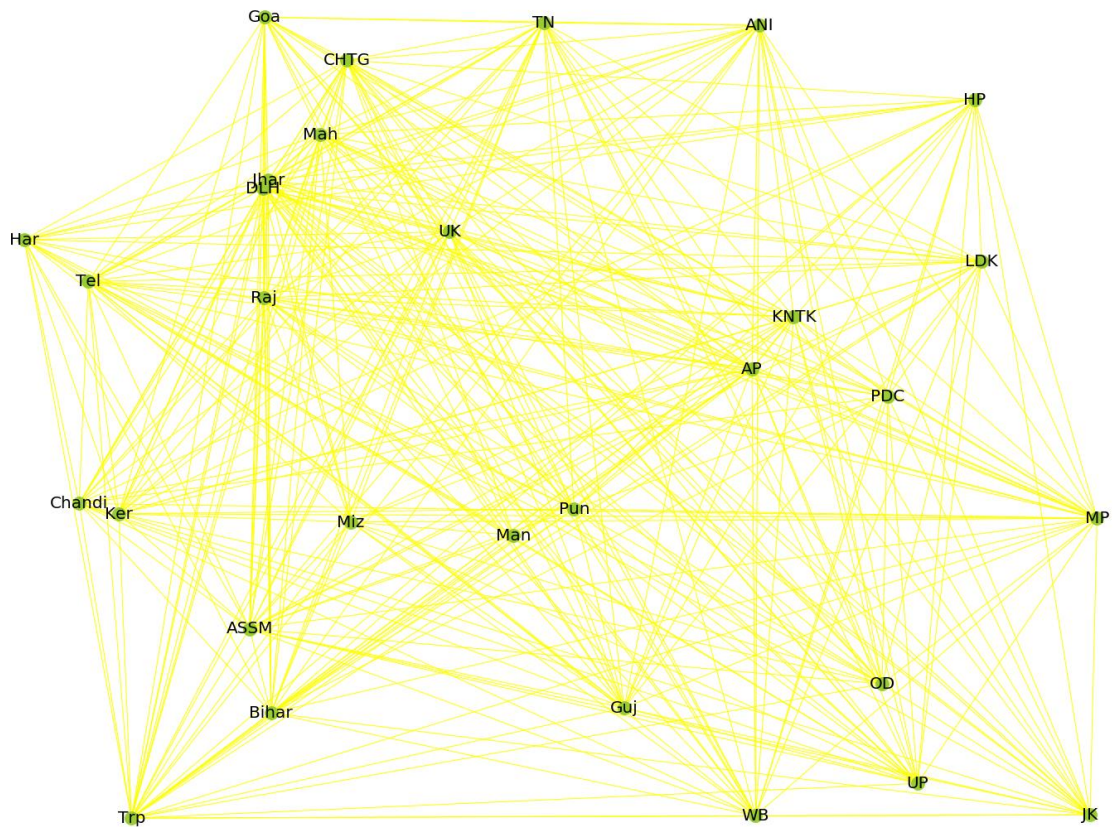 Goa
TN
ANI
CHTG
HP
Mah
Jhar
DLH
UK
Har
LDK
Tel
Raj
KNTK
AP
PDC
Chandi
Ker
Pun
Miz
MP
Man
ASSM
OD
Bihar
Guj
UP
Trp
WB
JK